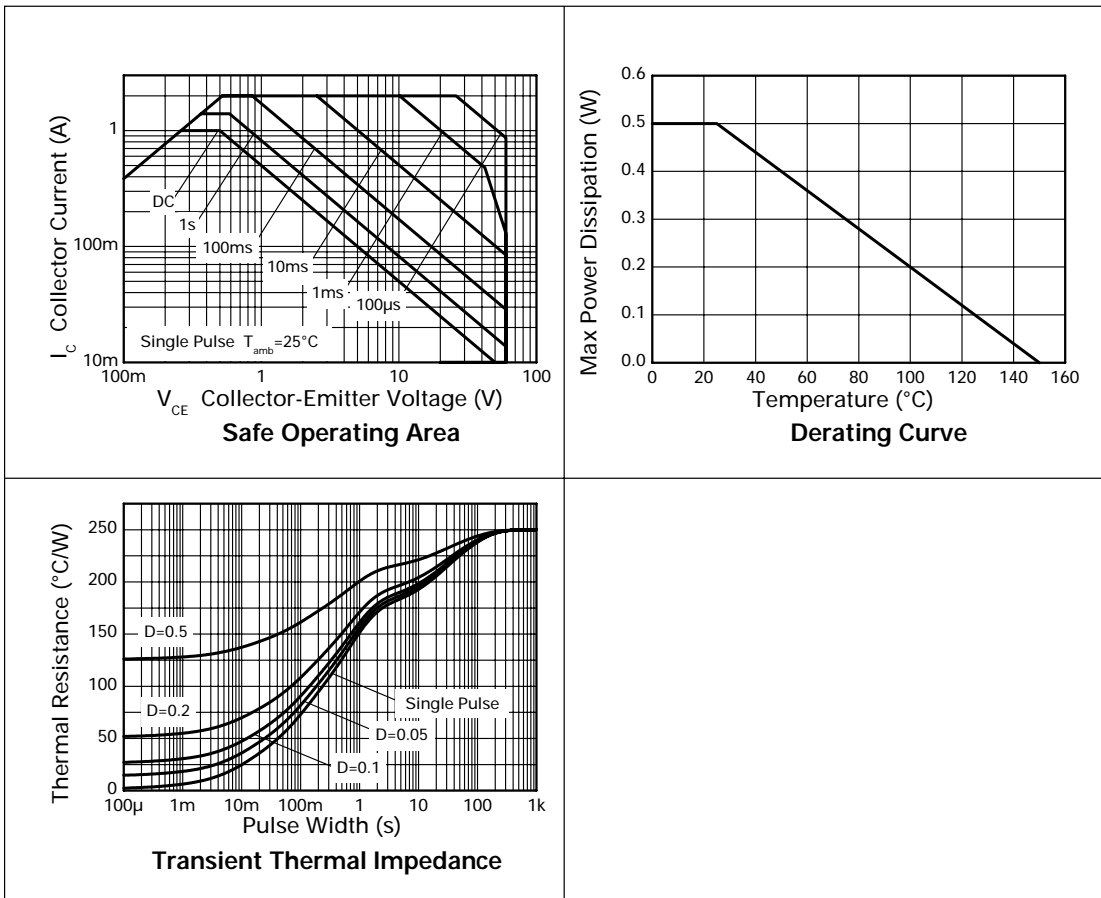 I_C Collector Current (A)
1
100m
10m
DC
1s
100ms
10ms
1ms
100µs
Single Pulse T_amb=25°C
100m 1 10 100
V_CE Collector-Emitter Voltage (V)
Safe Operating Area
Max Power Dissipation (W)
0.6
0.5
0.4
0.3
0.2
0.1
0.0
0 20 40 60 80 100 120 140 160
Temperature (°C)
Derating Curve
Thermal Resistance (°C/W)
250
200
150
100
50
0
D=0.5
D=0.2
Single Pulse
D=0.05
D=0.1
100µ 1m 10m 100m 1 10 100 1k
Pulse Width (s)
Transient Thermal Impedance